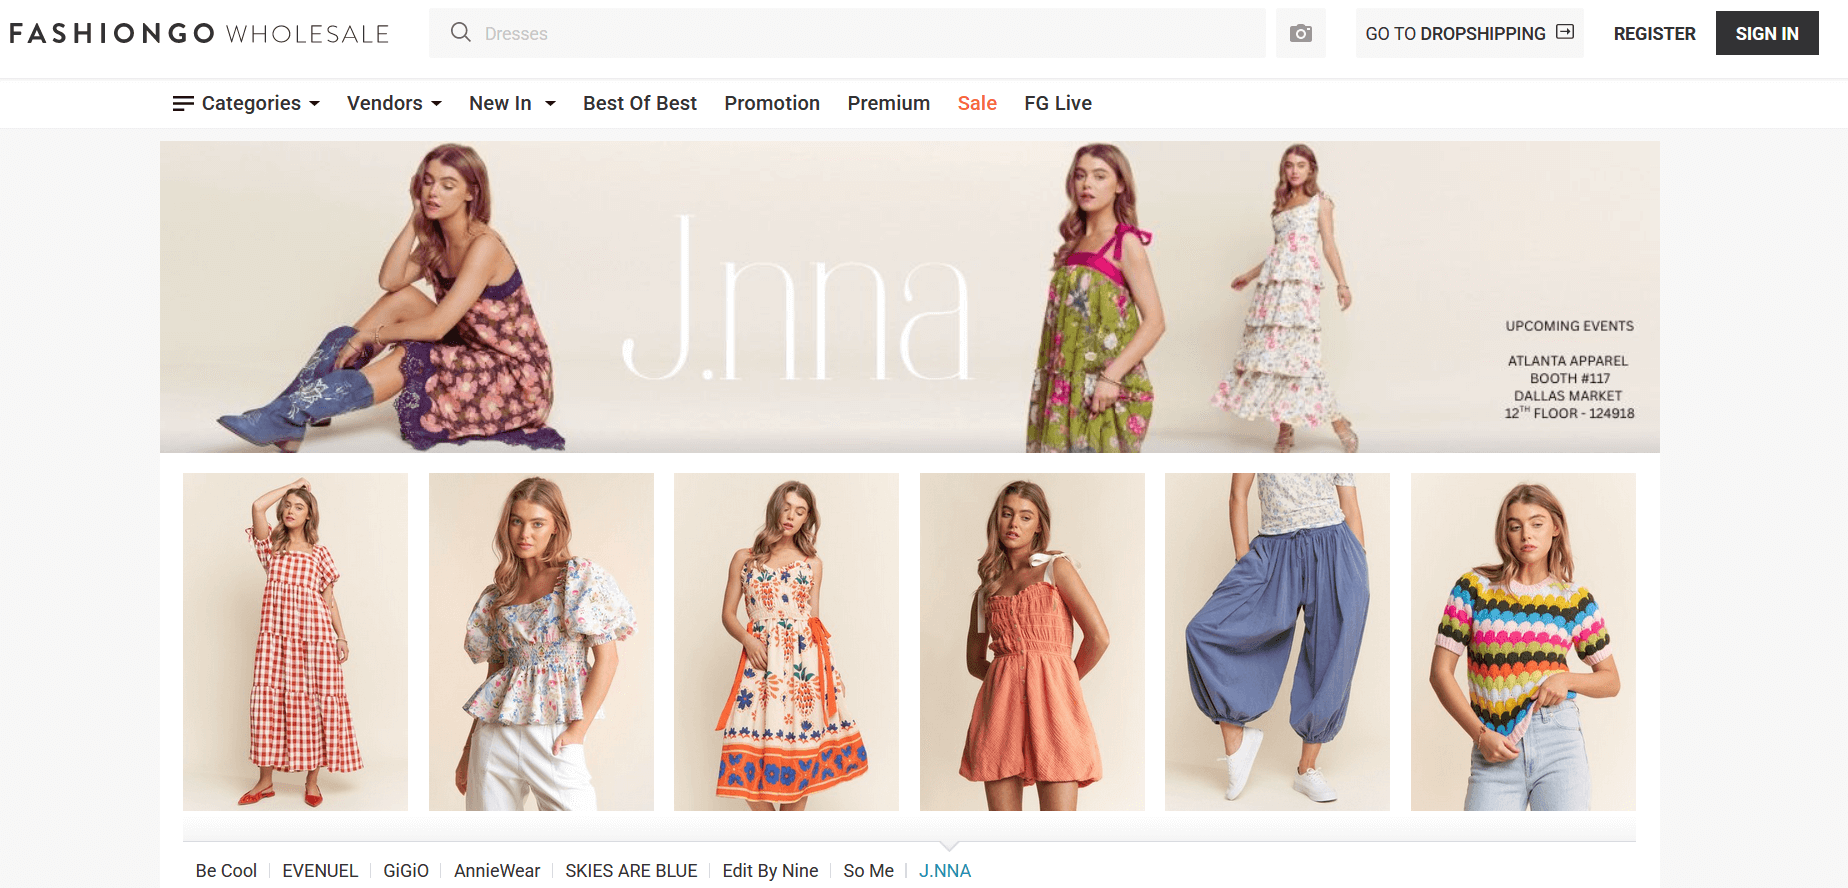 FASHIONGO WHOLESALE
Dresses
GO TO DROPSHIPPING
REGISTER
SIGN IN
Categories
Vendors
New In
Best Of Best
Promotion
Premium
Sale
FG Live
J.nna
UPCOMING EVENTS
ATLANTA APPAREL
BOOTH #117
DALLAS MARKET
12TH FLOOR - 124918
Be Cool
EVENUEL
GiGiO
AnnieWear
SKIES ARE BLUE
Edit By Nine
So Me
J.NNA